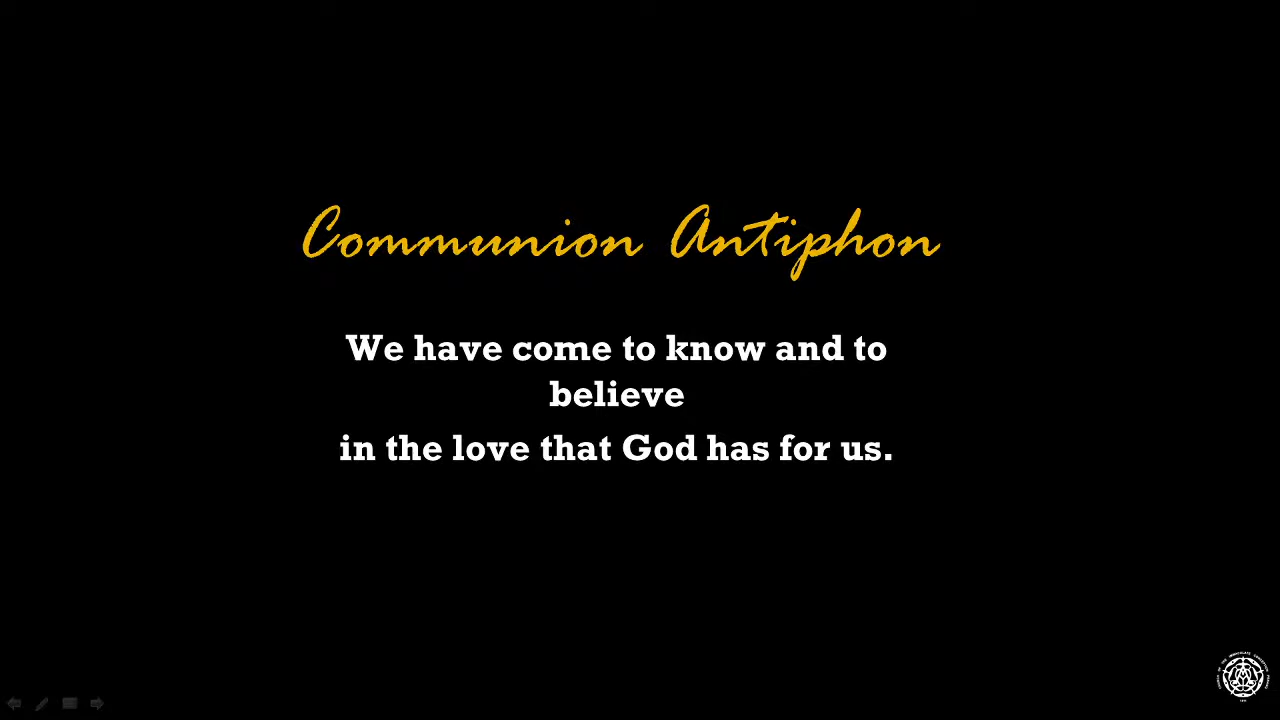 Communion Antiphon
We have come to know and to
believe
in the love that God has for us.